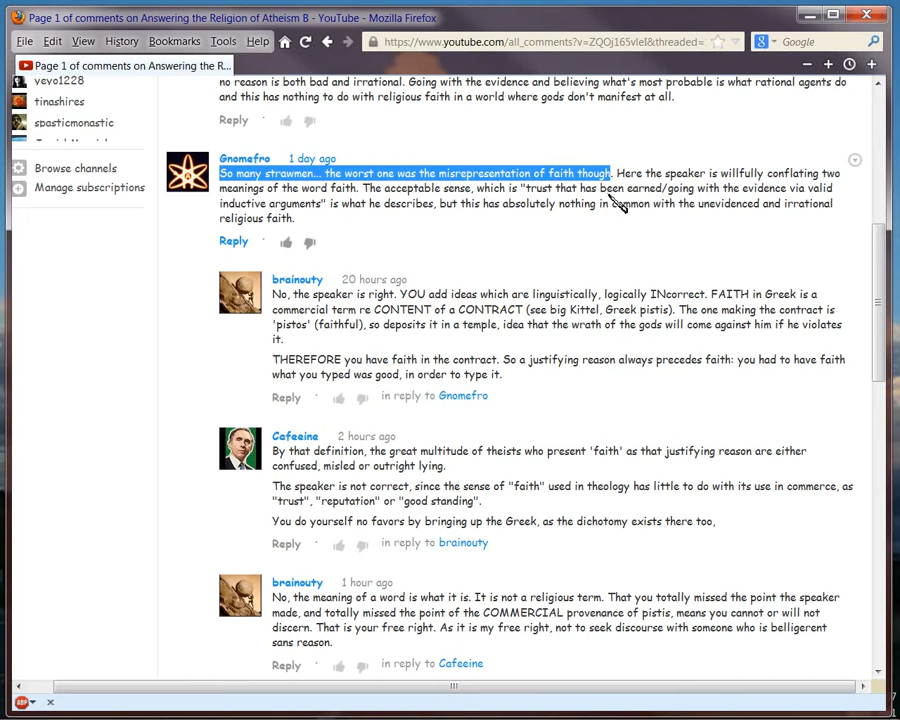 Page 1 of comments on Answering the Religion of Atheism B - YouTube - Mozilla Firefox
File Edit View History Bookmarks Tools Help
https://www.youtube.com/all_comments?v=ZQOj165vleI&threaded=
Google
Page 1 of comments on Answering the R...
vevo1228
tinashires
spasticmonastic
Browse channels
Manage subscriptions
no reason is both bad and irrational. Going with the evidence and believing what's most probable is what rational agents do
and this has nothing to do with religious faith in a world where gods don't manifest at all.
Reply
Gnomefro 1 day ago
So many strawmen... the worst one was the misrepresentation of faith though. Here the speaker is willfully conflating two
meanings of the word faith. The acceptable sense, which is "trust that has been earned/going with the evidence via valid
inductive arguments" is what he describes, but this has absolutely nothing in common with the unevidenced and irrational
religious faith.
Reply
brainouty 20 hours ago
No, the speaker is right. YOU add ideas which are linguistically, logically INcorrect. FAITH in Greek is a
commercial term re CONTENT of a CONTRACT (see big Kittel, Greek pistis). The one making the contract is
'pistos' (faithful), so deposits it in a temple, idea that the wrath of the gods will come against him if he violates
it.
THEREFORE you have faith in the contract. So a justifying reason always precedes faith: you had to have faith
what you typed was good, in order to type it.
Reply in reply to Gnomefro
Cafeeine 2 hours ago
By that definition, the great multitude of theists who present 'faith' as that justifying reason are either
confused, misled or outright lying.
The speaker is not correct, since the sense of "faith" used in theology has little to do with its use in commerce, as
"trust", "reputation" or "good standing".
You do yourself no favors by bringing up the Greek, as the dichotomy exists there too,
Reply in reply to brainouty
brainouty 1 hour ago
No, the meaning of a word is what it is. It is not a religious term. That you totally missed the point the speaker
made, and totally missed the point of the COMMERCIAL provenance of pistis, means you cannot or will not
discern. That is your free right. As it is my free right, not to seek discourse with someone who is belligerent
sans reason.
Reply in reply to Cafeeine
ABP